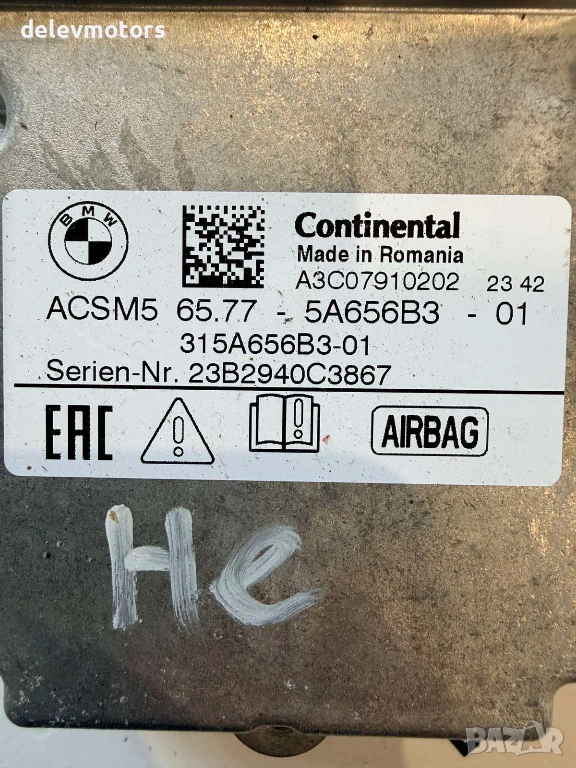 delevmotors
BMW
Continental
Made in Romania
A3C07910202 23 42
ACSM5 65.77 - 5A656B3 - 01
315A656B3-01
Serien-Nr. 23B2940C3867
EAC
AIRBAG
He
BAZAR